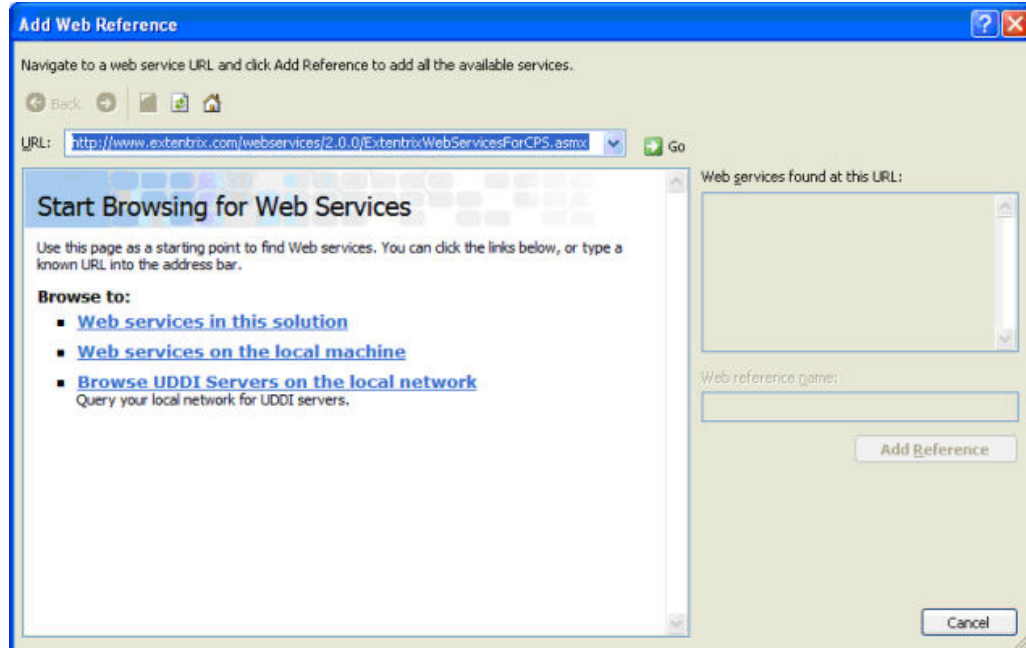 Add Web Reference
Navigate to a web service URL and click Add Reference to add all the available services.
Back
URL: http://www.extentrix.com/webservices/2.0.0/ExtentrixWebServicesForCPS.asmx Go
Start Browsing for Web Services
Use this page as a starting point to find Web services. You can click the links below, or type a
known URL into the address bar.
Browse to:
Web services in this solution
Web services on the local machine
Browse UDDI Servers on the local network
Query your local network for UDDI servers.
Web services found at this URL:
Web reference name:
Add Reference
Cancel